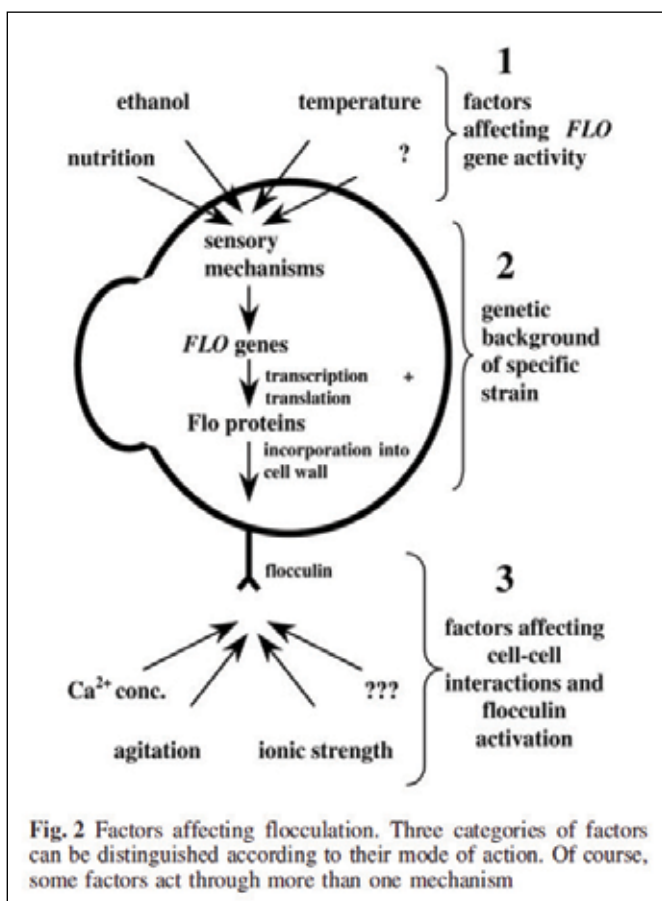 1
ethanol
temperature
factors
affecting FLO
gene activity
nutrition
?
sensory
mechanisms
2
genetic
background
of specific
strain
FLO genes
transcription +
translation
Flo proteins
incorporation into
cell wall
flocculin
3
factors affecting
cell-cell
interactions and
flocculin
activation
Ca²⁺ conc.
???
agitation
ionic strength
Fig. 2 Factors affecting flocculation. Three categories of factors
can be distinguished according to their mode of action. Of course,
some factors act through more than one mechanism